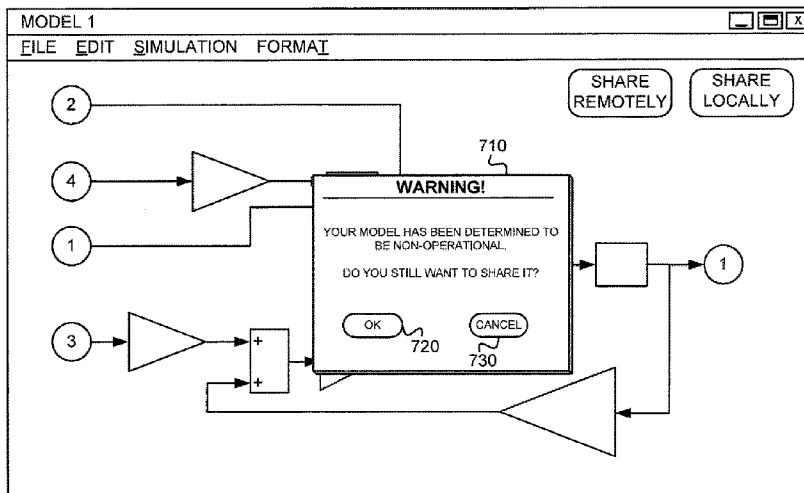 MODEL 1
X
FILE EDIT SIMULATION FORMAT
SHARE
REMOTELY
SHARE
LOCALLY
2
710
4
WARNING!
1
YOUR MODEL HAS BEEN DETERMINED TO
BE NON-OPERATIONAL.
DO YOU STILL WANT TO SHARE IT?
1
3
+
+
OK
720
CANCEL
730